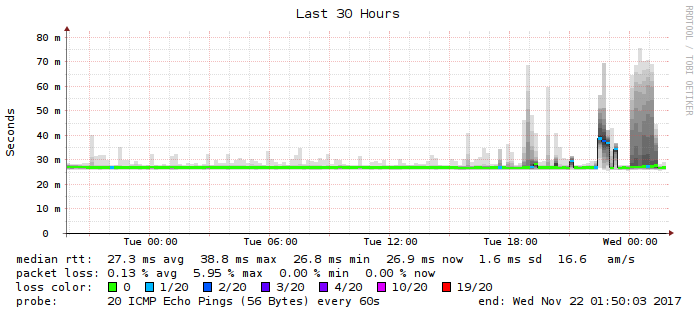 Last 30 Hours
RRDTOOL / TOBI OETIKER
Seconds
80 m
70 m
60 m
50 m
40 m
30 m
20 m
10 m
0
Tue 00:00 Tue 06:00 Tue 12:00 Tue 18:00 Wed 00:00
median rtt: 27.3 ms avg 38.8 ms max 26.8 ms min 26.9 ms now 1.6 ms sd 16.6 am/s
packet loss: 0.13 % avg 5.95 % max 0.00 % min 0.00 % now
loss color: 0 1/20 2/20 3/20 4/20 10/20 19/20
probe: 20 ICMP Echo Pings (56 Bytes) every 60s end: Wed Nov 22 01:50:03 2017